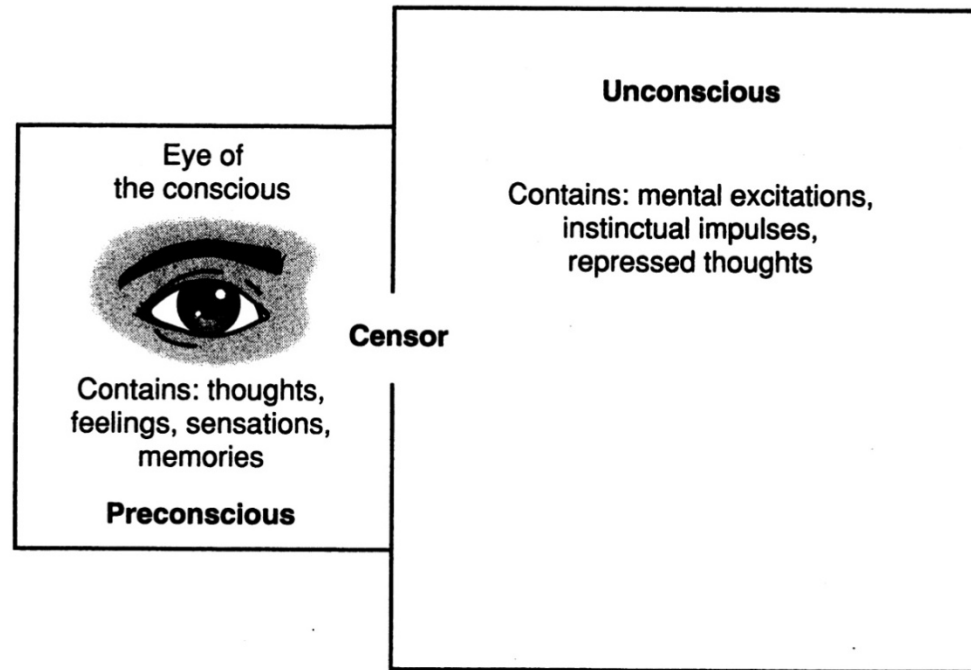 Unconscious
Eye of
the conscious
Contains: mental excitations,
instinctual impulses,
repressed thoughts
Censor
Contains: thoughts,
feelings, sensations,
memories
Preconscious